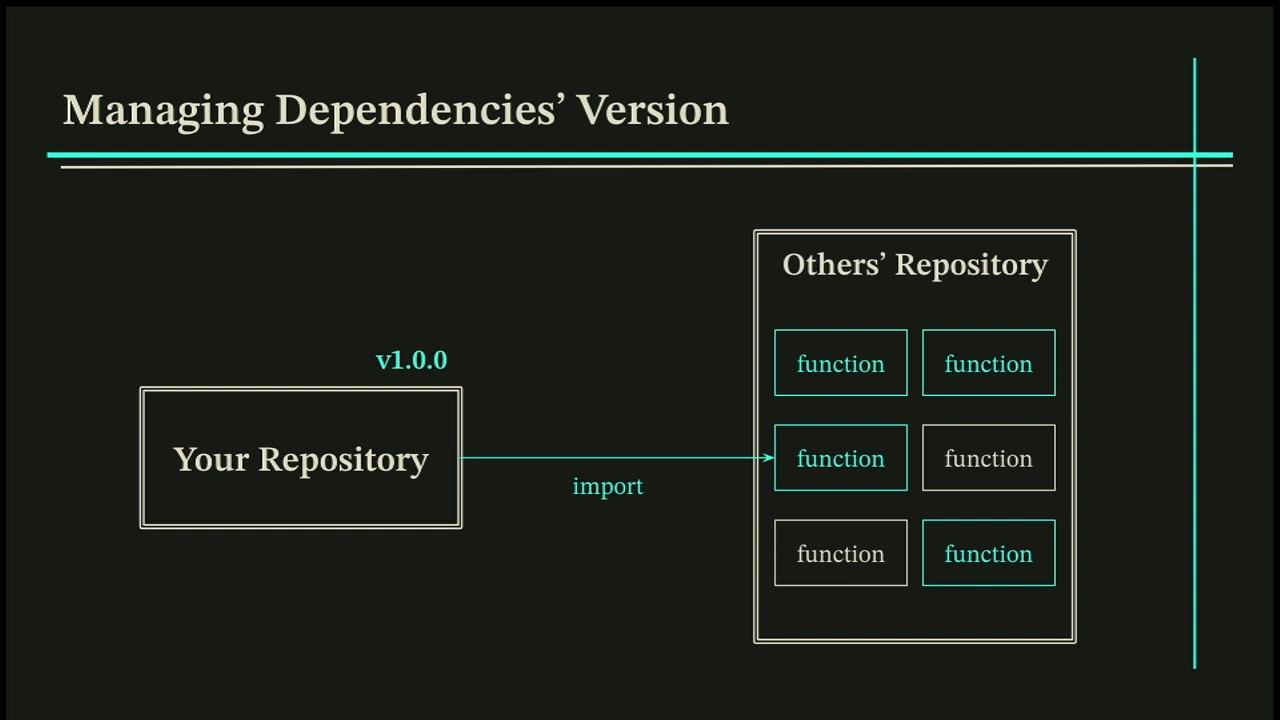 Managing Dependencies’ Version
Others’ Repository
function function
v1.0.0
Your Repository
function function
import
function function